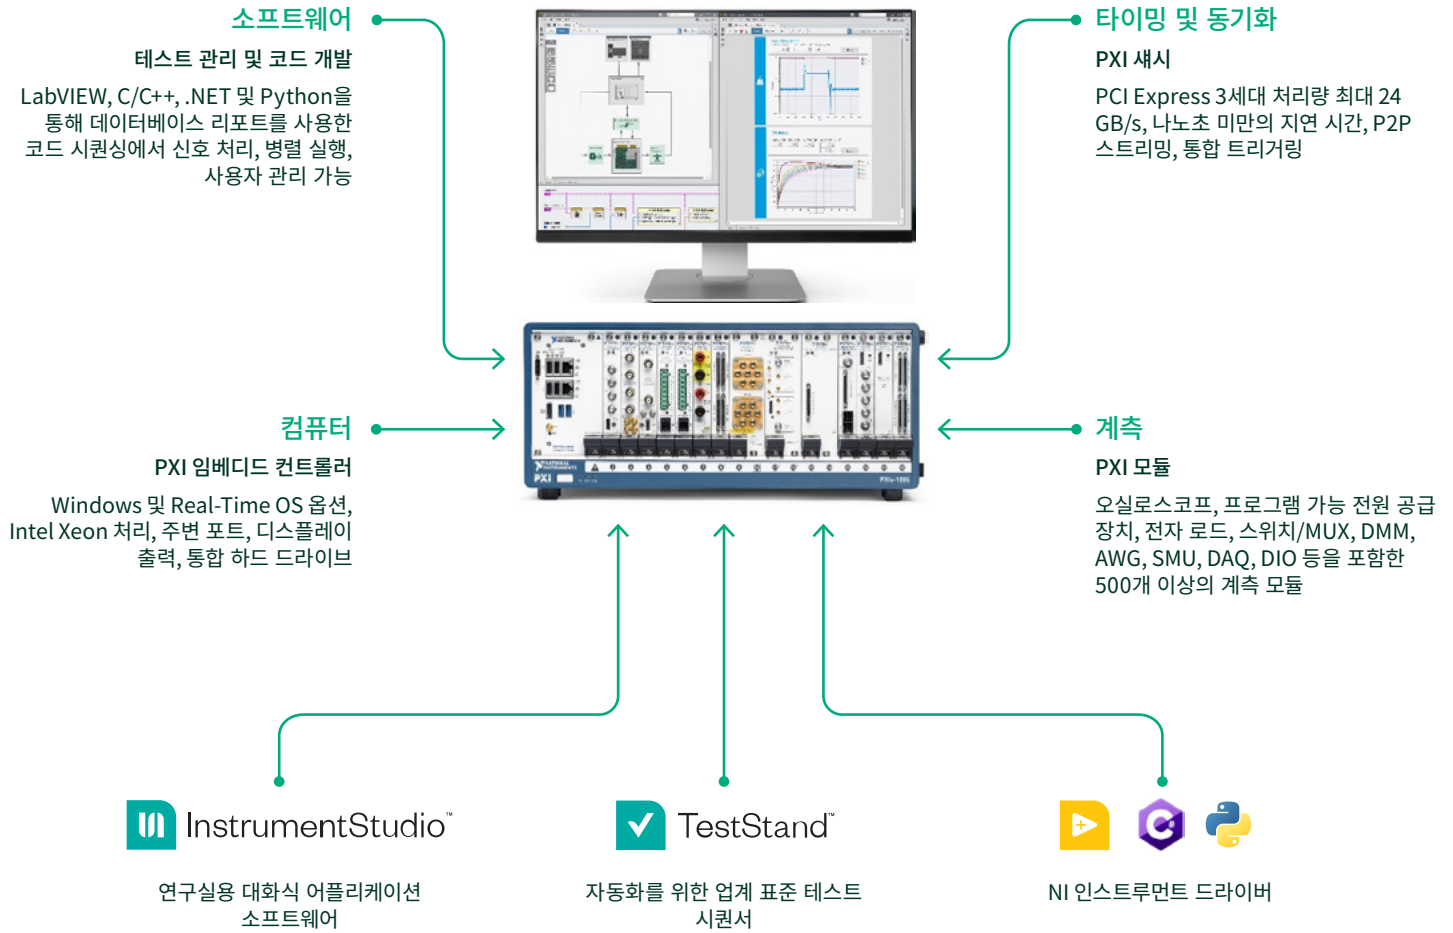 소프트웨어
테스트 관리 및 코드 개발
LabVIEW, C/C++, .NET 및 Python을
통해 데이터베이스 리포트를 사용한
코드 시퀀싱에서 신호 처리, 병렬 실행,
사용자 관리 가능
타이밍 및 동기화
PXI 섀시
PCI Express 3세대 처리량 최대 24
GB/s, 나노초 미만의 지연 시간, P2P
스트리밍, 통합 트리거링
컴퓨터
PXI 임베디드 컨트롤러
Windows 및 Real-Time OS 옵션,
Intel Xeon 처리, 주변 포트, 디스플레이
출력, 통합 하드 드라이브
NATIONAL
INSTRUMENTS
PXI
계측
PXI 모듈
오실로스코프, 프로그램 가능 전원 공급
장치, 전자 로드, 스위치/MUX, DMM,
AWG, SMU, DAQ, DIO 등을 포함한
500개 이상의 계측 모듈
InstrumentStudio™
연구실용 대화식 어플리케이션
소프트웨어
TestStand™
자동화를 위한 업계 표준 테스트
시퀀서
C#
NI 인스트루먼트 드라이버